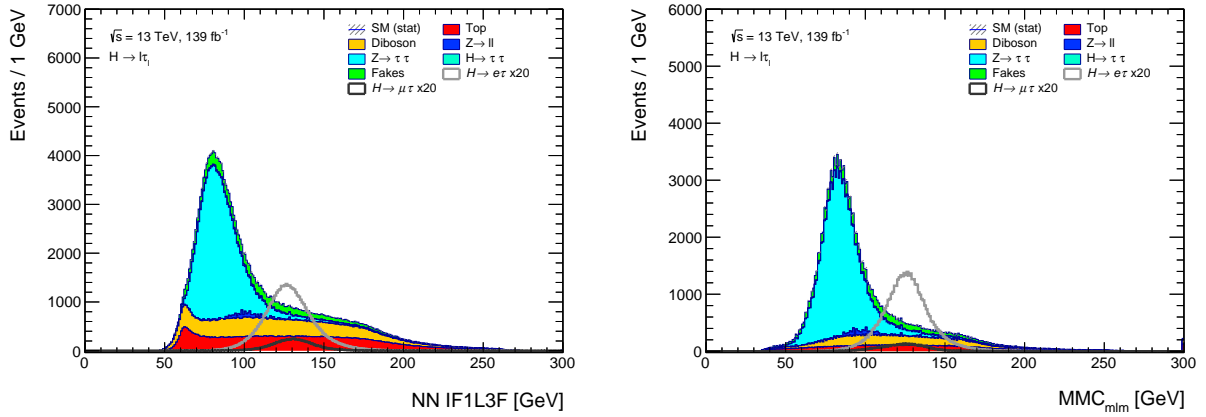 Events / 1 GeV
7000
6000
5000
4000
3000
2000
1000
0
√s = 13 TeV, 139 fb-1
H → lτl
SM (stat)
Top
Diboson
Z→ ll
Z→ τ τ
H→ τ τ
Fakes
H→ eτ x20
H→ μτ x20
0 50 100 150 200 250 300
NN IF1L3F [GeV]
Events / 1 GeV
6000
5000
4000
3000
2000
1000
0
√s = 13 TeV, 139 fb-1
H → lτl
SM (stat)
Top
Diboson
Z→ ll
Z→ τ τ
H→ τ τ
Fakes
H→ eτ x20
H→ μτ x20
0 50 100 150 200 250 300
MMCmlm [GeV]